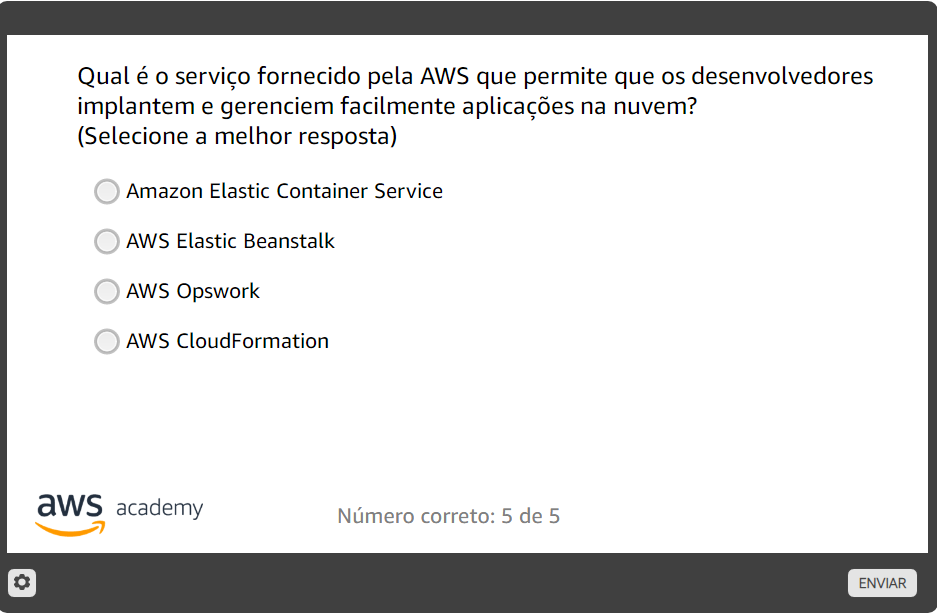 Qual é o serviço fornecido pela AWS que permite que os desenvolvedores
implantem e gerenciem facilmente aplicações na nuvem?
(Selecione a melhor resposta)
Amazon Elastic Container Service
AWS Elastic Beanstalk
AWS Opswork
AWS CloudFormation
aws academy
Número correto: 5 de 5
ENVIAR